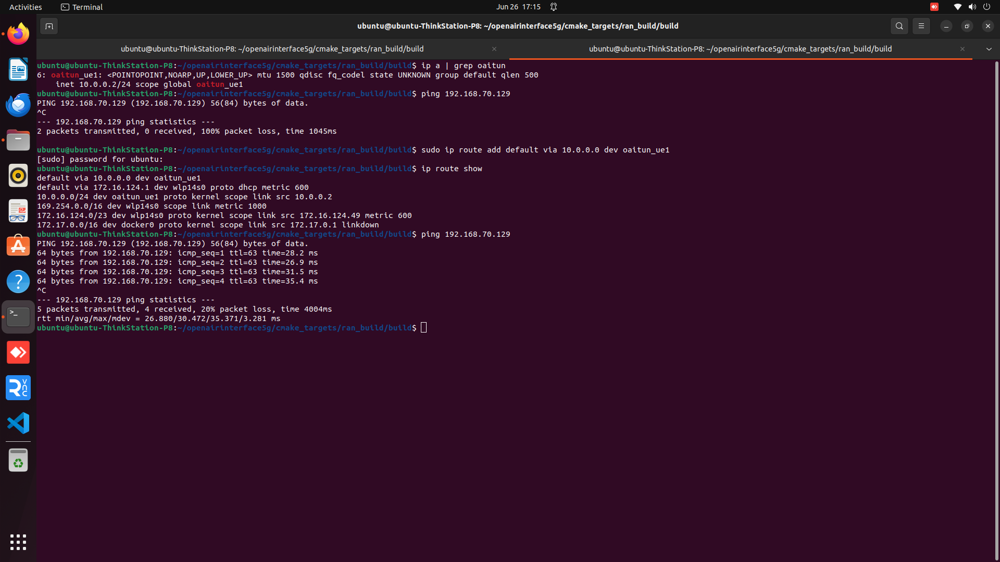 Activities
Terminal
Jun 26 17:15
ubuntu@ubuntu-ThinkStation-P8: ~/openairinterface5g/cmake_targets/ran_build/build
ubuntu@ubuntu-ThinkStation-P8: ~/openairinterface5g/cmake_targets/ran_build/build
ubuntu@ubuntu-ThinkStation-P8: ~/openairinterface5g/cmake_targets/ran_build/build
ubuntu@ubuntu-ThinkStation-P8:~/openairinterface5g/cmake_targets/ran_build/build$ ip a | grep oaitun
6: oaitun_ue1: <POINTOPOINT,NOARP,UP,LOWER_UP> mtu 1500 qdisc fq_codel state UNKNOWN group default qlen 500
    inet 10.0.0.2/24 scope global oaitun_ue1
ubuntu@ubuntu-ThinkStation-P8:~/openairinterface5g/cmake_targets/ran_build/build$ ping 192.168.70.129
PING 192.168.70.129 (192.168.70.129) 56(84) bytes of data.
^C
--- 192.168.70.129 ping statistics ---
2 packets transmitted, 0 received, 100% packet loss, time 1045ms
ubuntu@ubuntu-ThinkStation-P8:~/openairinterface5g/cmake_targets/ran_build/build$ sudo ip route add default via 10.0.0.0 dev oaitun_ue1
[sudo] password for ubuntu:
ubuntu@ubuntu-ThinkStation-P8:~/openairinterface5g/cmake_targets/ran_build/build$ ip route show
default via 10.0.0.0 dev oaitun_ue1
default via 172.16.124.1 dev wlp14s0 proto dhcp metric 600
10.0.0.0/24 dev oaitun_ue1 proto kernel scope link src 10.0.0.2
169.254.0.0/16 dev wlp14s0 scope link metric 1000
172.16.124.0/23 dev wlp14s0 proto kernel scope link src 172.16.124.49 metric 600
172.17.0.0/16 dev docker0 proto kernel scope link src 172.17.0.1 linkdown
ubuntu@ubuntu-ThinkStation-P8:~/openairinterface5g/cmake_targets/ran_build/build$ ping 192.168.70.129
PING 192.168.70.129 (192.168.70.129) 56(84) bytes of data.
64 bytes from 192.168.70.129: icmp_seq=1 ttl=63 time=28.2 ms
64 bytes from 192.168.70.129: icmp_seq=2 ttl=63 time=26.9 ms
64 bytes from 192.168.70.129: icmp_seq=3 ttl=63 time=31.5 ms
64 bytes from 192.168.70.129: icmp_seq=4 ttl=63 time=35.4 ms
^C
--- 192.168.70.129 ping statistics ---
5 packets transmitted, 4 received, 20% packet loss, time 4004ms
rtt min/avg/max/mdev = 26.880/30.472/35.371/3.281 ms
ubuntu@ubuntu-ThinkStation-P8:~/openairinterface5g/cmake_targets/ran_build/build$